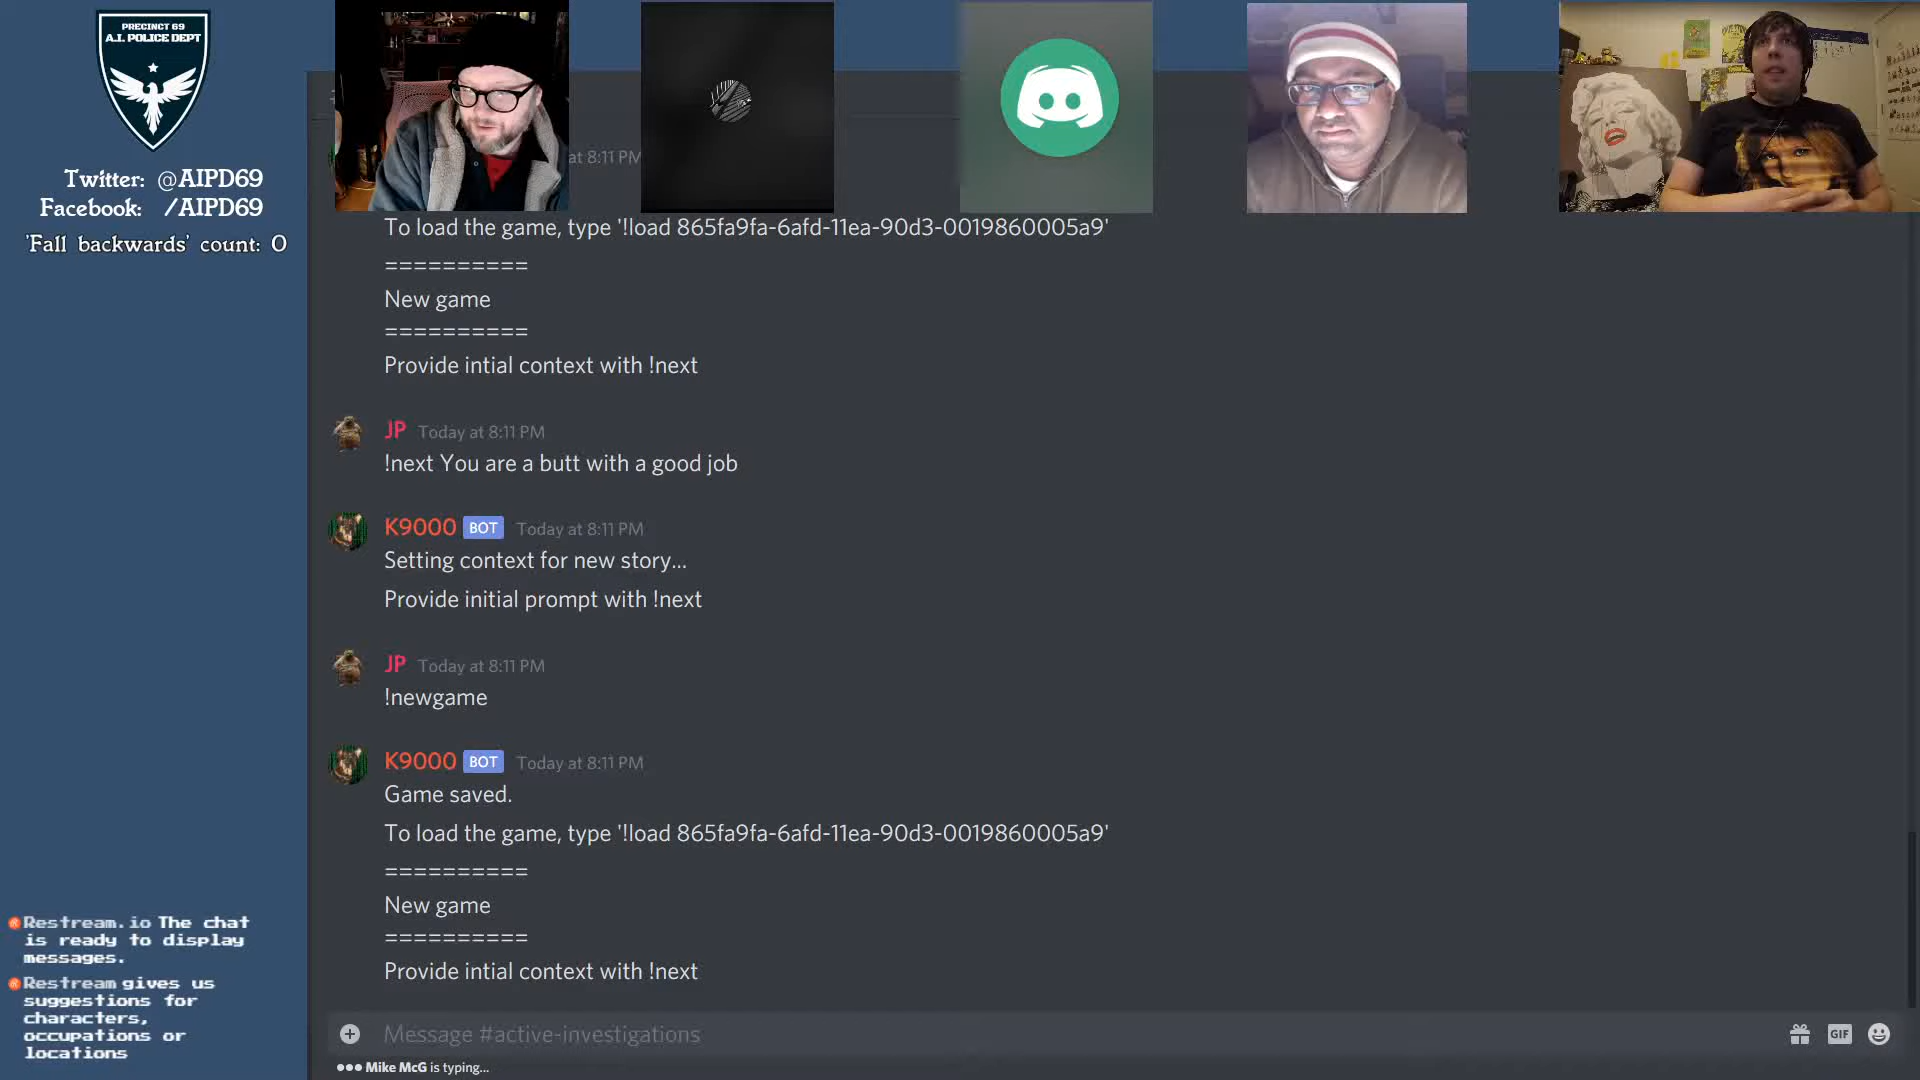 PRECINCT 69
A.I. POLICE DEPT
Twitter: @AIPD69
Facebook: /AIPD69
'Fall backwards' count: 0
at 8:11 PM
To load the game, type '!load 865fa9fa-6afd-11ea-90d3-0019860005a9'
==========
New game
==========
Provide intial context with !next
JP Today at 8:11 PM
!next You are a butt with a good job
K9000 BOT Today at 8:11 PM
Setting context for new story...
Provide initial prompt with !next
JP Today at 8:11 PM
!newgame
K9000 BOT Today at 8:11 PM
Game saved.
To load the game, type '!load 865fa9fa-6afd-11ea-90d3-0019860005a9'
==========
New game
==========
Provide intial context with !next
Restream.io The chat
is ready to display
messages.
Restream gives us
suggestions for
characters,
occupations or
locations
Message #active-investigations
GIF
Mike McG is typing...